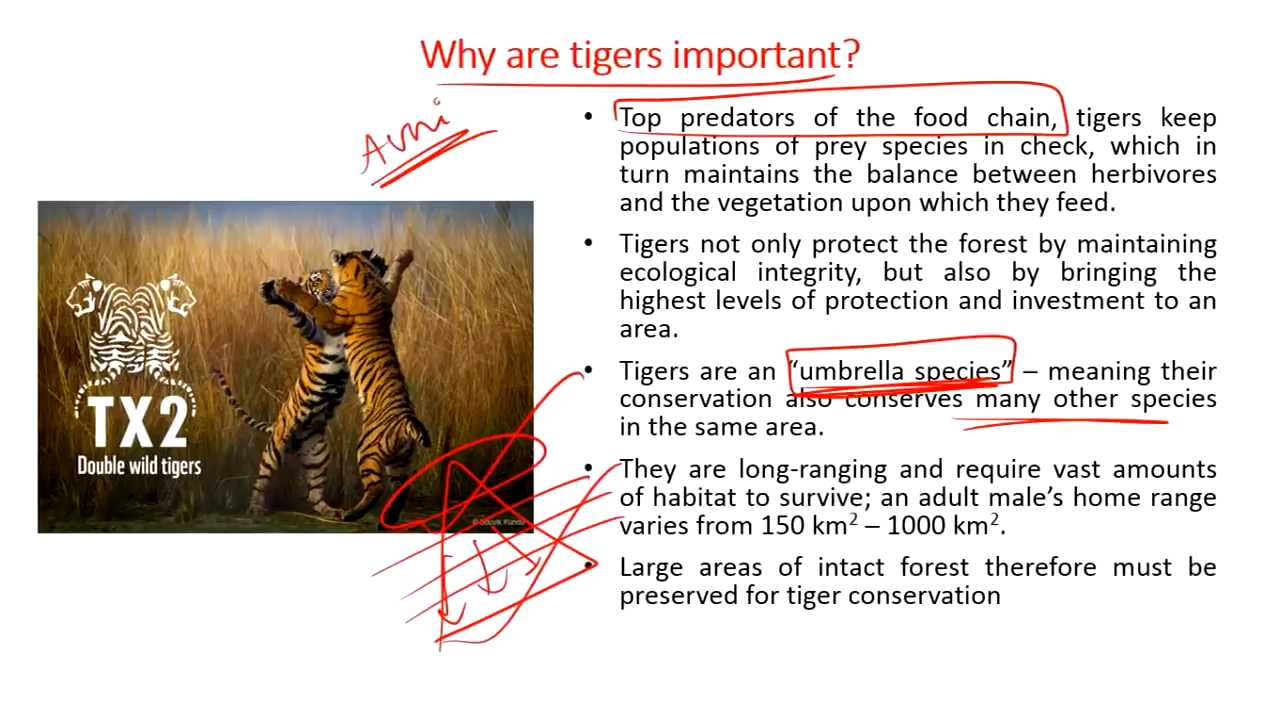 Why are tigers important?
Avni
• Top predators of the food chain, tigers keep
populations of prey species in check, which in
turn maintains the balance between herbivores
and the vegetation upon which they feed.
• Tigers not only protect the forest by maintaining
ecological integrity, but also by bringing the
highest levels of protection and investment to an
area.
• Tigers are an “umbrella species” – meaning their
conservation also conserves many other species
in the same area.
• They are long-ranging and require vast amounts
of habitat to survive; an adult male’s home range
varies from 150 km² – 1000 km².
• Large areas of intact forest therefore must be
preserved for tiger conservation
TX2
Double wild tigers
© Souvik Kundu